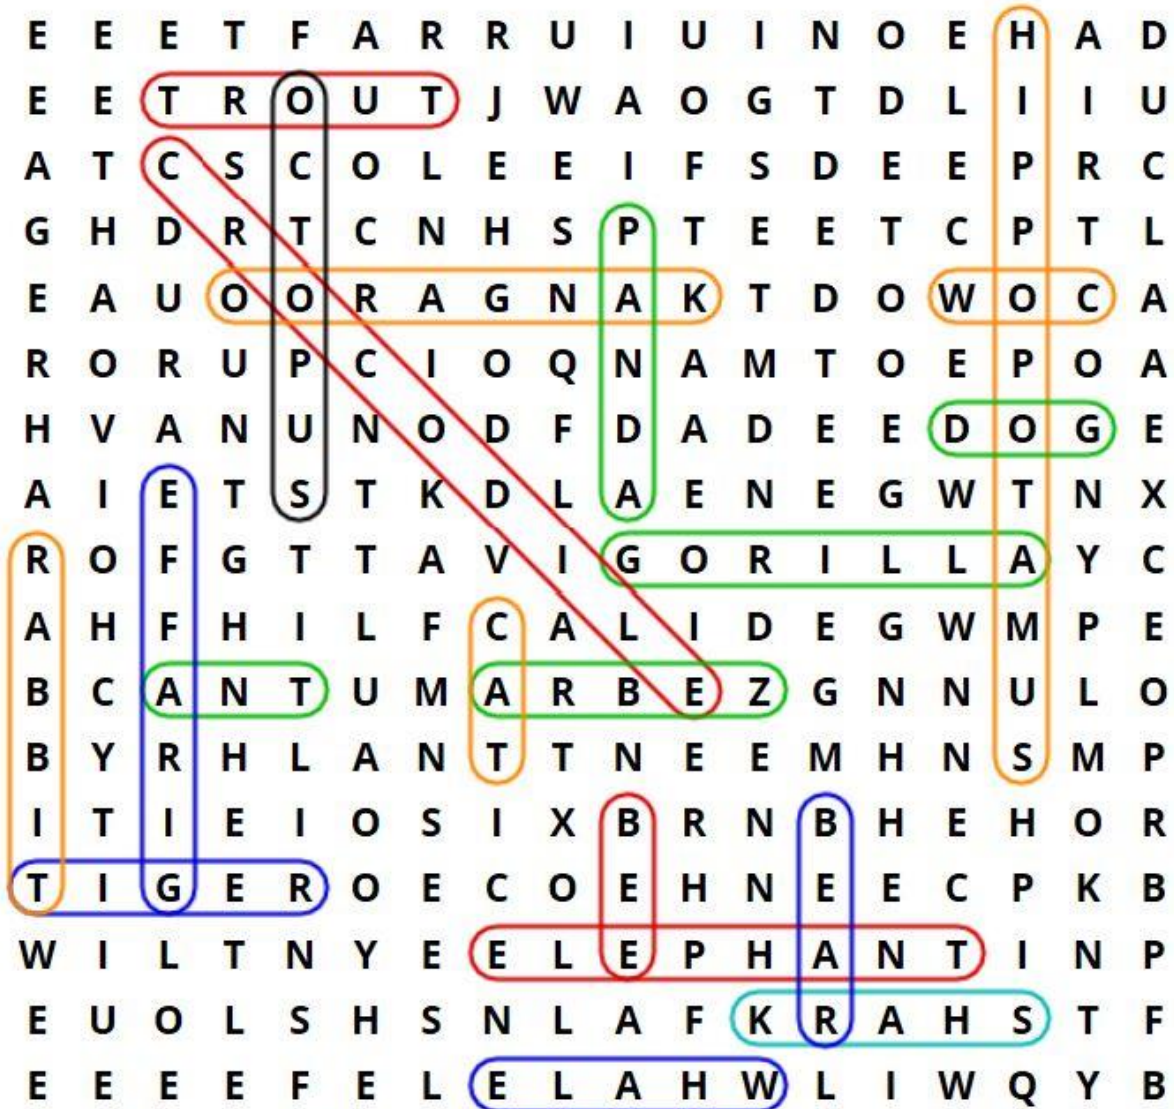 E E E T F A R R U I U I N O E H A D
E E T R O U T J W A O G T D L I I U
A T C S C O L E E I F S D E E P R C
G H D R T C N H S P T E E T C P T L
E A U O O R A G N A K T D O W O C A
R O R U P C I O Q N A M T O E P O A
H V A N U N O D F D A D E E D O G E
A I E T S T K D L A E N E G W T N X
R O F G T T A V I G O R I L L A Y C
A H F H I L F C A L I D E G W M P E
B C A N T U M A R B E Z G N N U L O
B Y R H L A N T T N E E M H N S M P
I T I E I O S I X B R N B H E H O R
T I G E R O E C O E H N E E C P K B
W I L T N Y E E L E P H A N T I N P
E U O L S H S N L A F K R A H S T F
E E E E F E L E L A H W L I W Q Y B